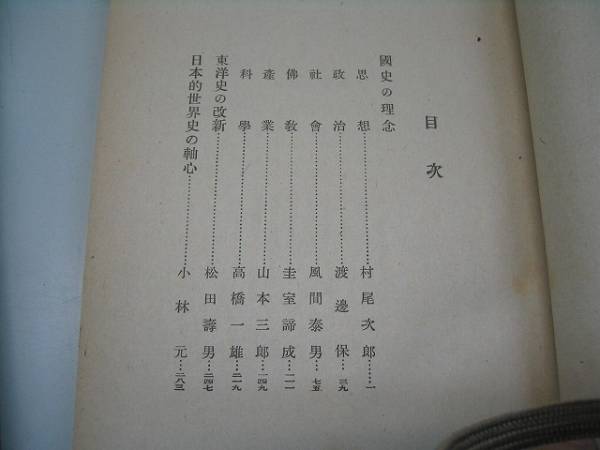 目次
國史の理念
思想……………村尾次郎……一
政治……………渡邊保……三九
社會……………風間泰男……七五
佛敎……………圭室諦成……一一一
產業……………山本三郎……一四九
科學……………高橋一雄……二一九
東洋史の改新……………松田壽男……二四七
日本的世界史の軸心……………小林元……二八三